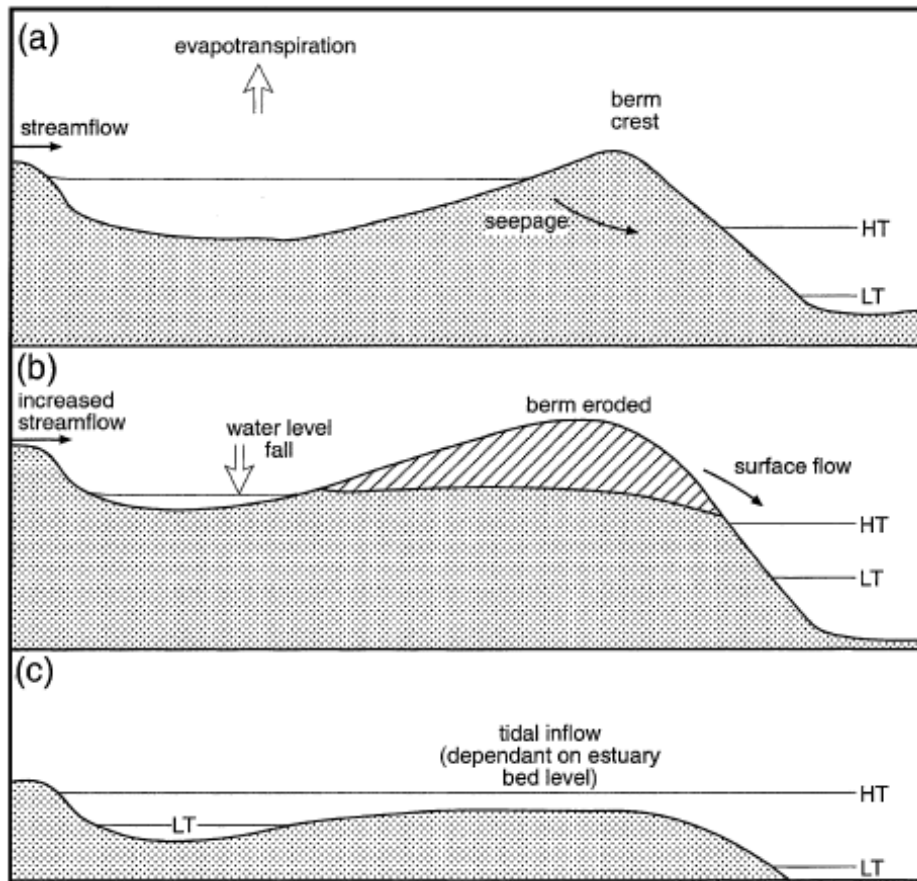 (a)
evapotranspiration
streamflow
berm
crest
seepage
HT
LT
(b)
increased
streamflow
water level
fall
berm eroded
surface flow
HT
LT
(c)
tidal inflow
(dependant on estuary
bed level)
HT
LT
LT